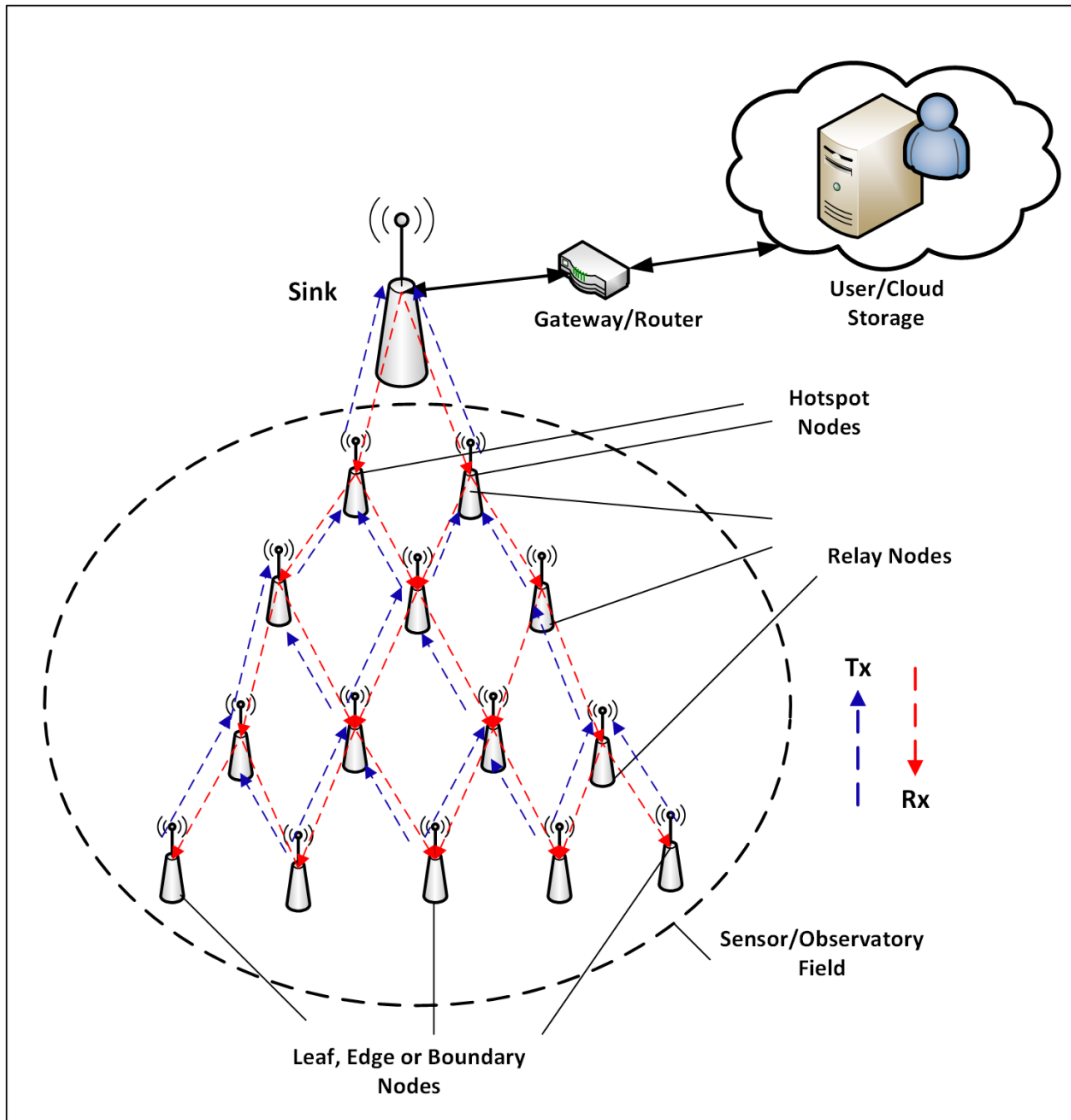 Sink
Gateway/Router
User/Cloud
Storage
Hotspot
Nodes
Relay Nodes
Tx
Rx
Sensor/Observatory
Field
Leaf, Edge or Boundary
Nodes